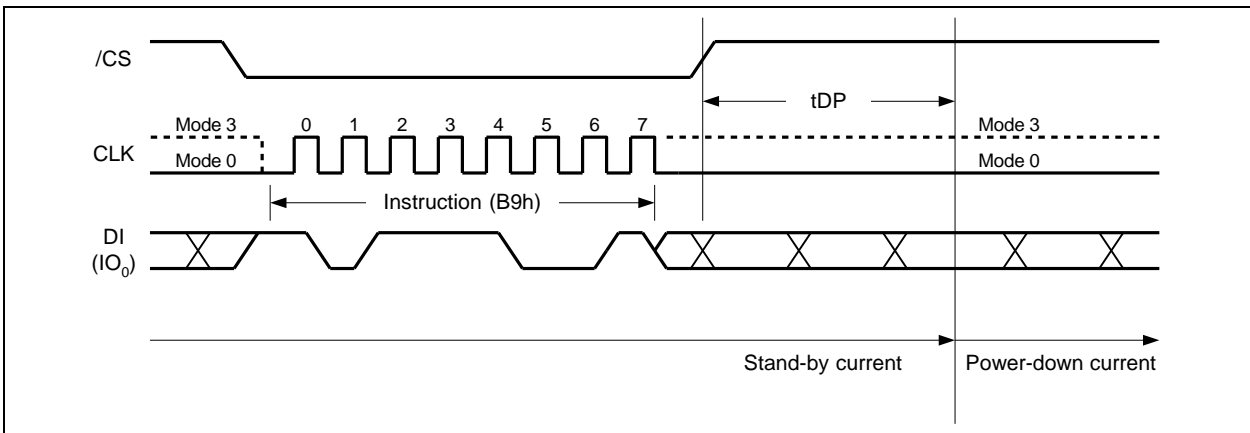 /CS
tDP
Mode 3 0 1 2 3 4 5 6 7 Mode 3
CLK
Mode 0 Mode 0
Instruction (B9h)
DI
(IO0)
Stand-by current Power-down current